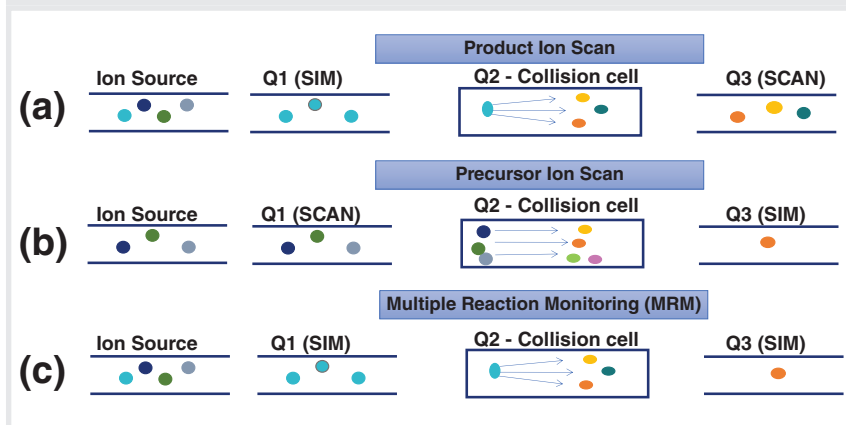 Product Ion Scan
Ion Source Q1 (SIM) Q2 - Collision cell Q3 (SCAN)
(a)
Precursor Ion Scan
Ion Source Q1 (SCAN) Q2 - Collision cell Q3 (SIM)
(b)
Multiple Reaction Monitoring (MRM)
Ion Source Q1 (SIM) Q2 - Collision cell Q3 (SIM)
(c)